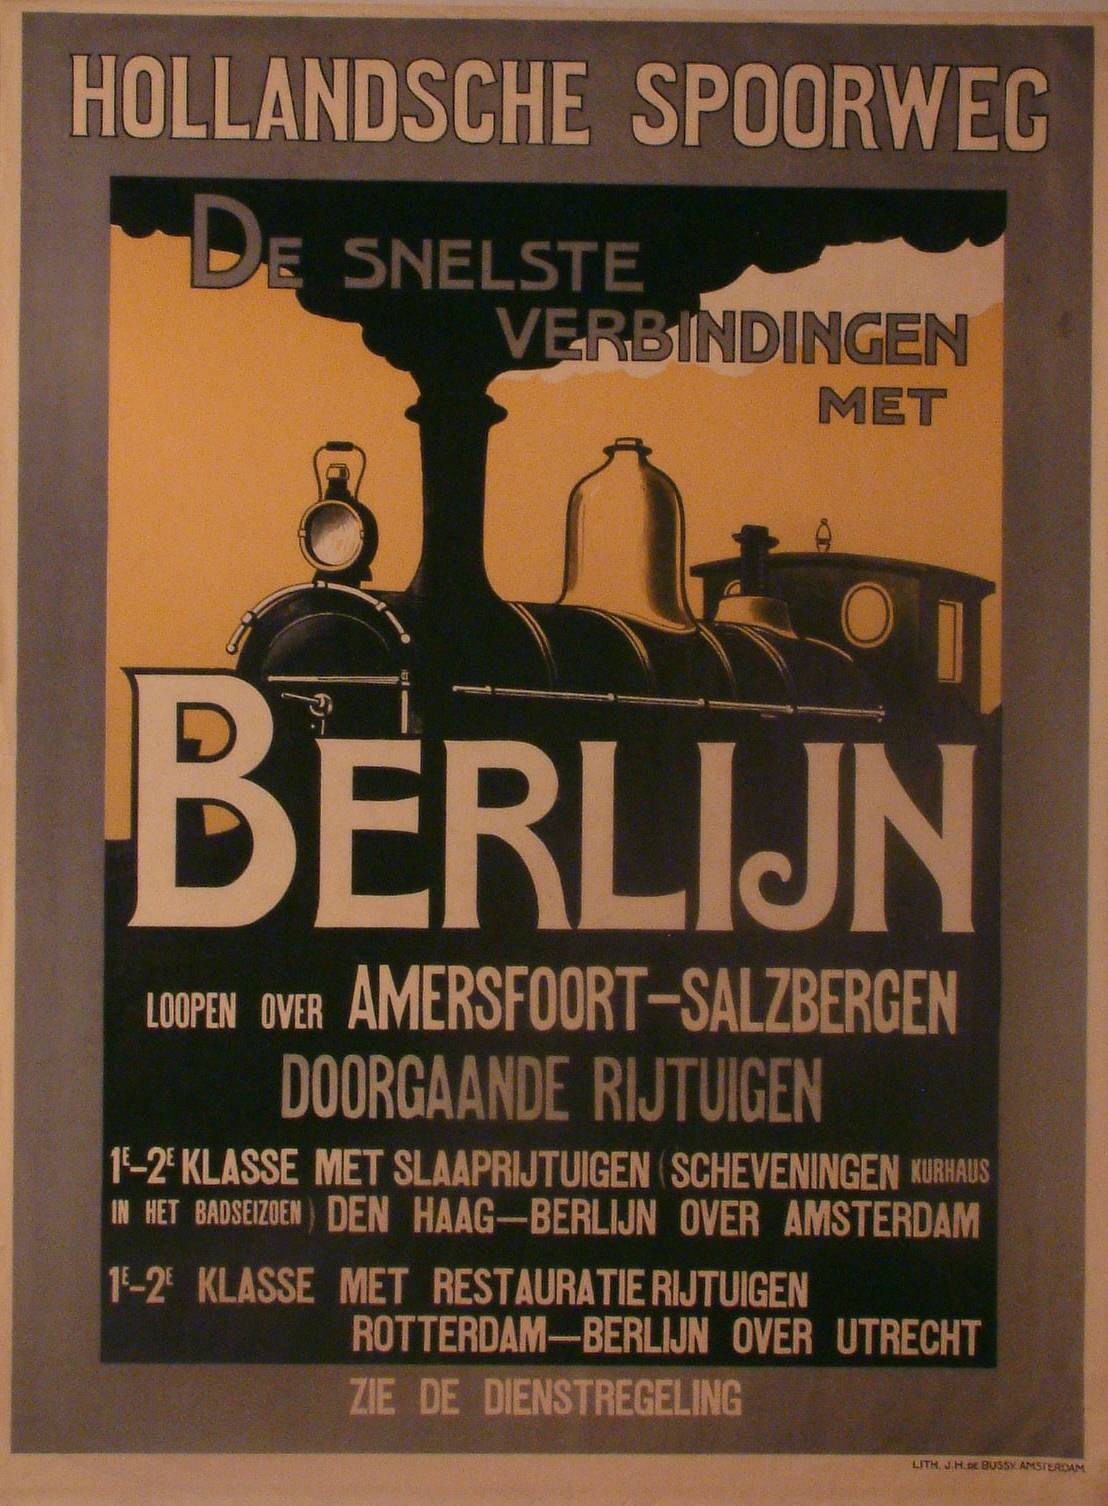 HOLLANDSCHE SPOORWEG
DE SNELSTE
VERBINDINGEN
MET
BERLIJN
LOOPEN OVER AMERSFOORT–SALZBERGEN
DOORGAANDE RIJTUIGEN
1E–2E KLASSE MET SLAAPRIJTUIGEN (SCHEVENINGEN KURHAUS
IN HET BADSEIZOEN) DEN HAAG–BERLIJN OVER AMSTERDAM
1E–2E KLASSE MET RESTAURATIE RIJTUIGEN
ROTTERDAM–BERLIJN OVER UTRECHT
ZIE DE DIENSTREGELING
LITH. J.H. DE BUSSY. AMSTERDAM